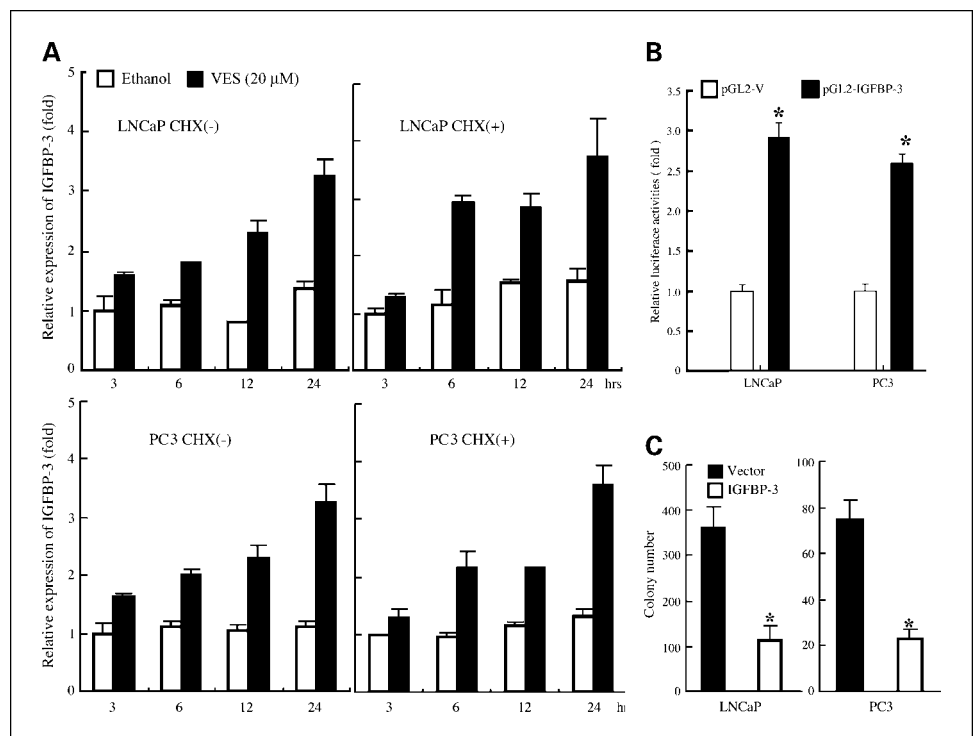 A
Ethanol VES (20 μM)
LNCaP CHX(-)
LNCaP CHX(+)
Relative expression of IGFBP-3 (fold)
5
4
3
2
1
0
3 6 12 24
3 6 12 24 hrs
PC3 CHX(-)
PC3 CHX(+)
Relative expression of IGFBP-3 (fold)
5
4
3
2
1
0
3 6 12 24
3 6 12 24 hr
B
pGL2-V pGL2-IGFBP-3
Relative luciferace activities ( fold )
3.5
3.0
2.5
2.0
1.5
1.0
0.5
0
* *
LNCaP PC3
C
Vector
IGFBP-3
Colony number
500
400
300
200
100
0
*
LNCaP
100
80
60
40
20
0
*
PC3